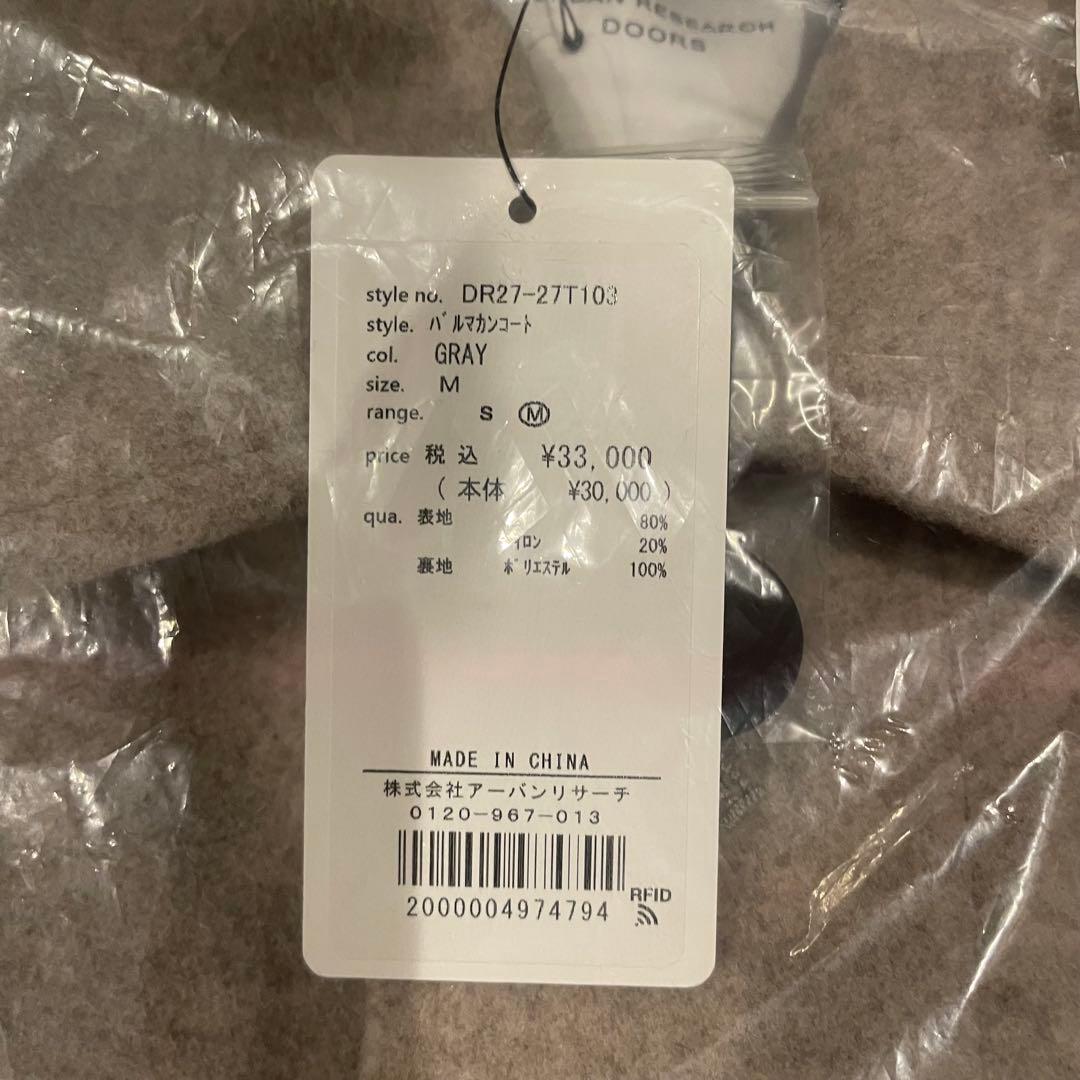 RESEARCH
DOORS
style no. DR27-27T103
style. バルマカンコート
col. GRAY
size. M
range. S Ⓜ
price 税込 ¥33,000
(本体 ¥30,000)
qua. 表地 80%
20%
裏地 ポリエステル 100%
MADE IN CHINA
株式会社アーバンリサーチ
0120-967-013
2000004974794
RFID